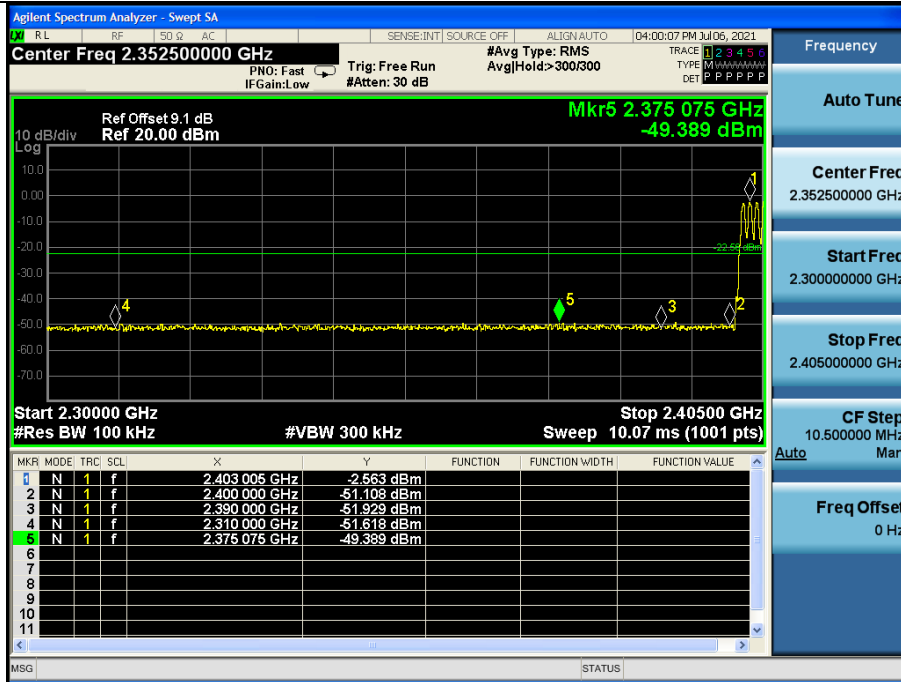 Agilent Spectrum Analyzer - Swept SA
LXI R L RF 50 Ω AC SENSE:INT SOURCE OFF ALIGN AUTO 04:00:07 PM Jul 06, 2021
Center Freq 2.352500000 GHz
PNO: Fast
IFGain:Low
Trig: Free Run
#Atten: 30 dB
#Avg Type: RMS
Avg|Hold:>300/300
TRACE 1 2 3 4 5 6
TYPE M
DET P P P P P P
Mkr5 2.375 075 GHz
-49.389 dBm
Ref Offset 9.1 dB
10 dB/div Ref 20.00 dBm
Log
10.0
0.00
-10.0
-20.0
-30.0
-40.0
-50.0
-60.0
-70.0
1
-22.56 dBm
4
5
3
2
Start 2.30000 GHz Stop 2.40500 GHz
#Res BW 100 kHz #VBW 300 kHz Sweep 10.07 ms (1001 pts)
MKR MODE TRC SCL X Y FUNCTION FUNCTION WIDTH FUNCTION VALUE
1 N 1 f 2.403 005 GHz -2.563 dBm
2 N 1 f 2.400 000 GHz -51.108 dBm
3 N 1 f 2.390 000 GHz -51.929 dBm
4 N 1 f 2.310 000 GHz -51.618 dBm
5 N 1 f 2.375 075 GHz -49.389 dBm
6
7
8
9
10
11
MSG STATUS
Frequency
Auto Tune
Center Freq
2.352500000 GHz
Start Freq
2.300000000 GHz
Stop Freq
2.405000000 GHz
CF Step
10.500000 MHz
Auto Man
Freq Offset
0 Hz